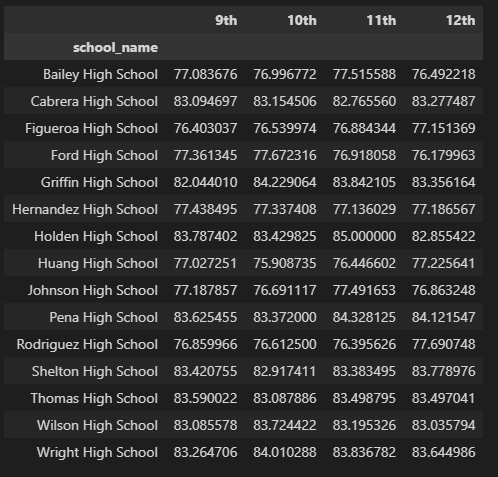 9th 10th 11th 12th
school_name
Bailey High School 77.083676 76.996772 77.515588 76.492218
Cabrera High School 83.094697 83.154506 82.765560 83.277487
Figueroa High School 76.403037 76.539974 76.884344 77.151369
Ford High School 77.361345 77.672316 76.918058 76.179963
Griffin High School 82.044010 84.229064 83.842105 83.356164
Hernandez High School 77.438495 77.337408 77.136029 77.186567
Holden High School 83.787402 83.429825 85.000000 82.855422
Huang High School 77.027251 75.908735 76.446602 77.225641
Johnson High School 77.187857 76.691117 77.491653 76.863248
Pena High School 83.625455 83.372000 84.328125 84.121547
Rodriguez High School 76.859966 76.612500 76.395626 77.690748
Shelton High School 83.420755 82.917411 83.383495 83.778976
Thomas High School 83.590022 83.087886 83.498795 83.497041
Wilson High School 83.085578 83.724422 83.195326 83.035794
Wright High School 83.264706 84.010288 83.836782 83.644986